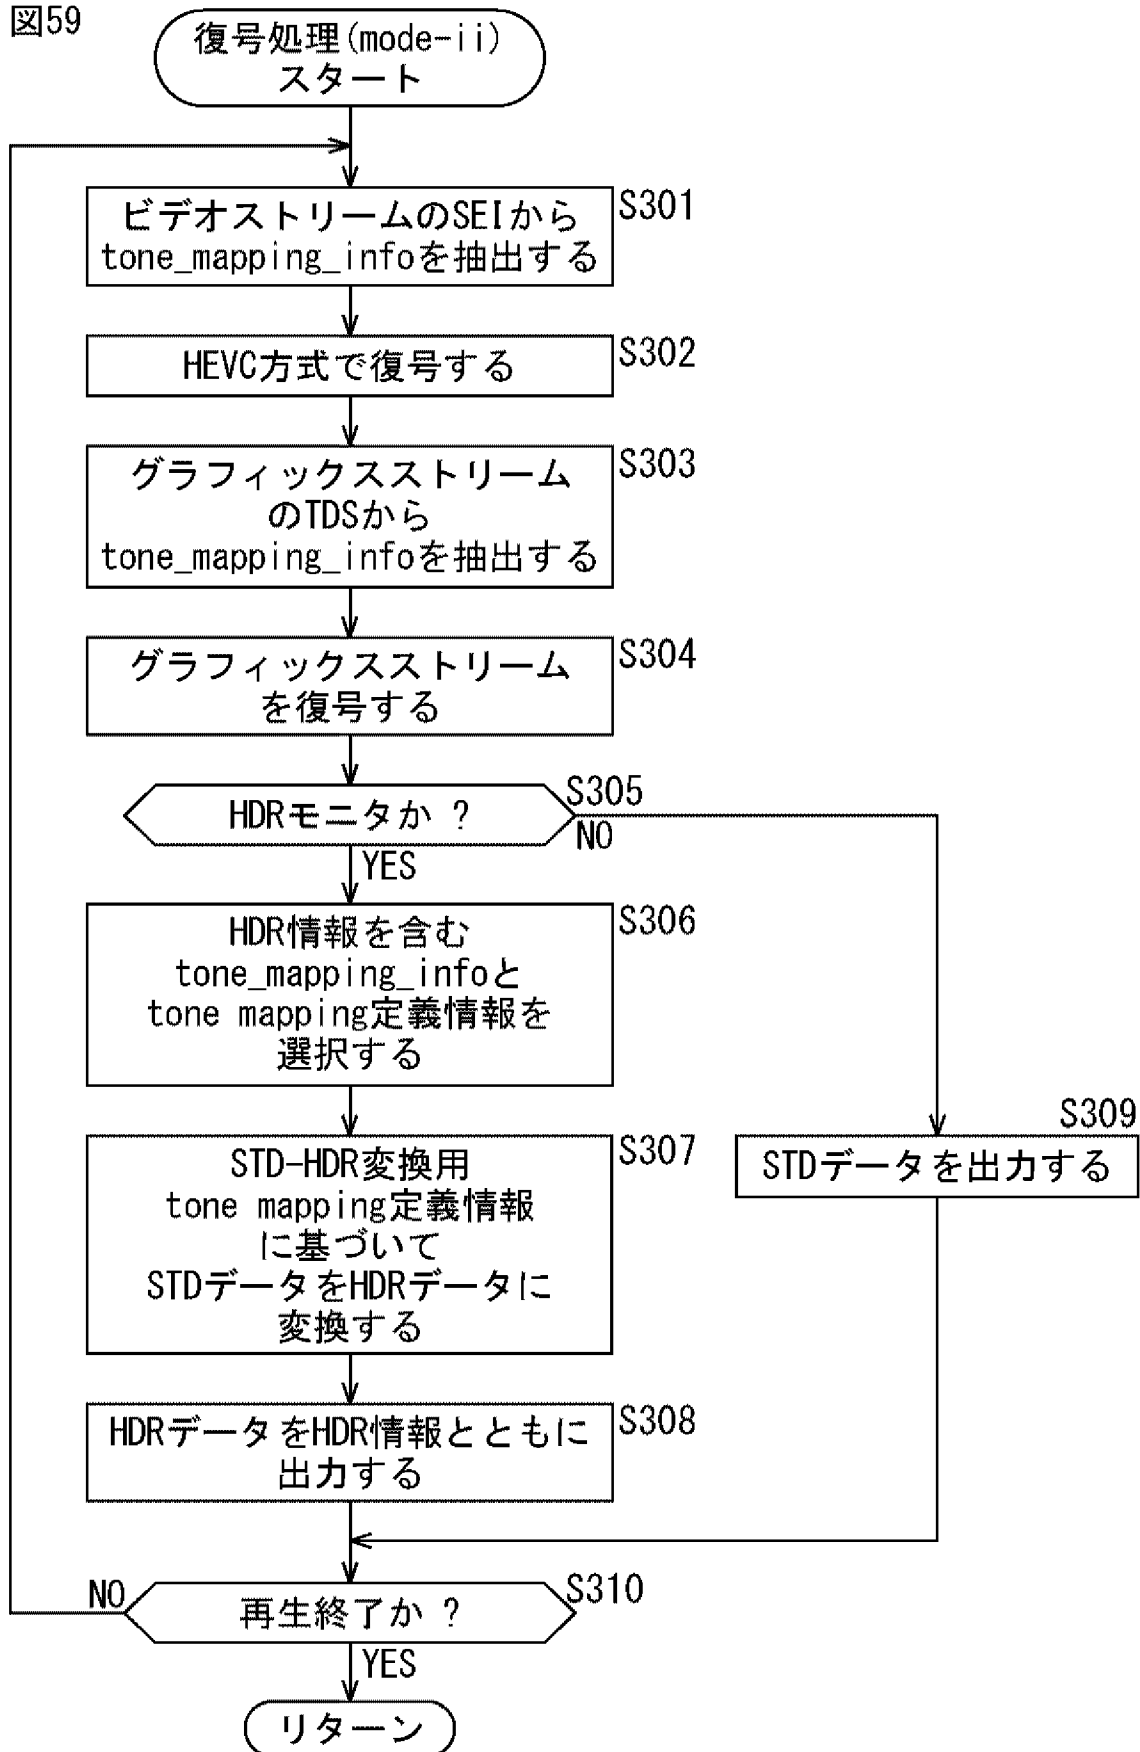 図59
復号処理(mode-ii)
スタート
ビデオストリームのSEIから
tone_mapping_infoを抽出する
S301
HEVC方式で復号する
S302
グラフィックスストリーム
のTDSから
tone_mapping_infoを抽出する
S303
グラフィックスストリーム
を復号する
S304
HDRモニタか ?
S305
NO
YES
HDR情報を含む
tone_mapping_infoと
tone mapping定義情報を
選択する
S306
STD-HDR変換用
tone mapping定義情報
に基づいて
STDデータをHDRデータに
変換する
S307
S309
STDデータを出力する
HDRデータをHDR情報とともに
出力する
S308
NO
再生終了か ?
S310
YES
リターン